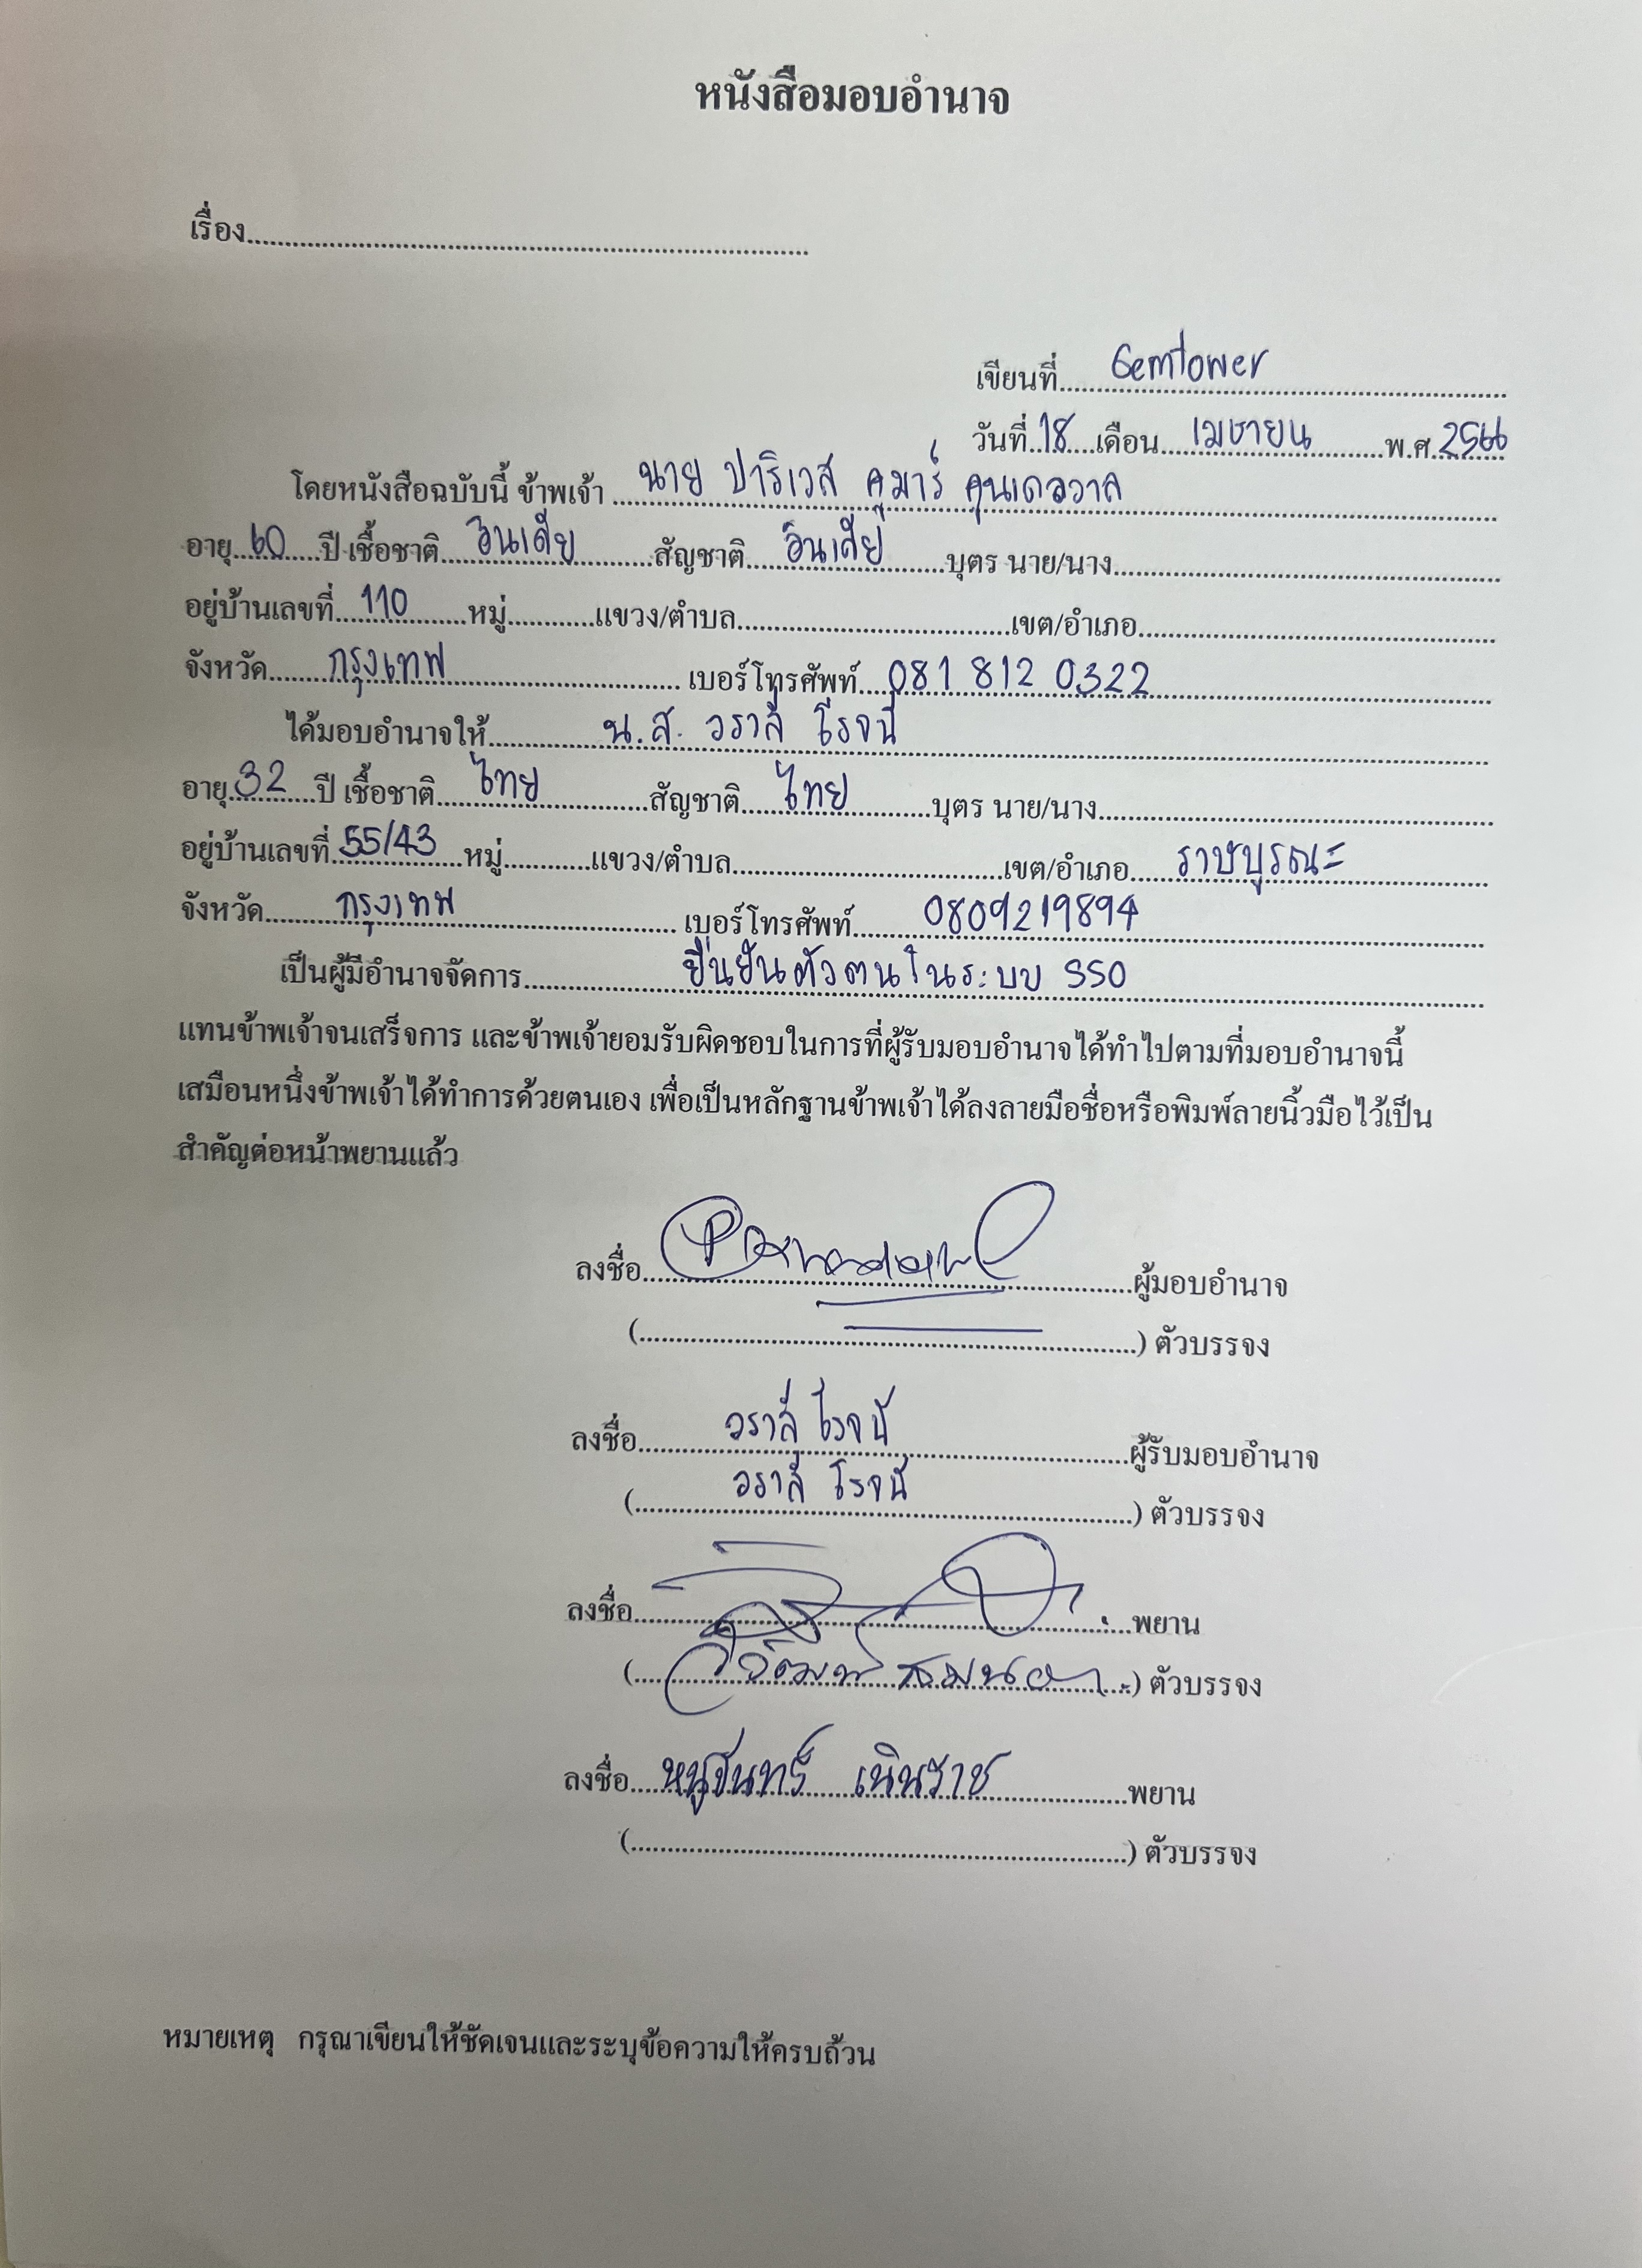 หนังสือมอบอำนาจ
เรื่อง....................
เขียนที่ Gemtower
วันที่ 18 เดือน เมษายน พ.ศ. 2566
โดยหนังสือฉบับนี้ ข้าพเจ้า นาย ปาริเวส คุมาร์ คุนเดลวาล
อายุ 60 ปี เชื้อชาติ อินเดีย สัญชาติ อินเดีย บุตร นาย/นาง....................
อยู่บ้านเลขที่ 110 หมู่..........แขวง/ตำบล....................เขต/อำเภอ....................
จังหวัด กรุงเทพ เบอร์โทรศัพท์ 081 812 0322
ได้มอบอำนาจให้ น.ส. วราลี โรจนี
อายุ 32 ปี เชื้อชาติ ไทย สัญชาติ ไทย บุตร นาย/นาง....................
อยู่บ้านเลขที่ 55/43 หมู่..........แขวง/ตำบล....................เขต/อำเภอ ราษบูรณะ
จังหวัด กรุงเทพ เบอร์โทรศัพท์ 0809219894
เป็นผู้มีอำนาจจัดการ ยืนยันตัวตนในระบบ SSO
แทนข้าพเจ้าจนเสร็จการ และข้าพเจ้ายอมรับผิดชอบในการที่ผู้รับมอบอำนาจได้ทำไปตามที่มอบอำนาจนี้
เสมือนหนึ่งข้าพเจ้าได้ทำการด้วยตนเอง เพื่อเป็นหลักฐานข้าพเจ้าได้ลงลายมือชื่อหรือพิมพ์ลายนิ้วมือไว้เป็น
สำคัญต่อหน้าพยานแล้ว
ลงชื่อ....................ผู้มอบอำนาจ
(....................) ตัวบรรจง
ลงชื่อ วราลี โรจนี ผู้รับมอบอำนาจ
( วราลี โรจนี ) ตัวบรรจง
ลงชื่อ....................พยาน
(....................) ตัวบรรจง
ลงชื่อ หนูจันทร์ เนินราช พยาน
(....................) ตัวบรรจง
หมายเหตุ กรุณาเขียนให้ชัดเจนและระบุข้อความให้ครบถ้วน